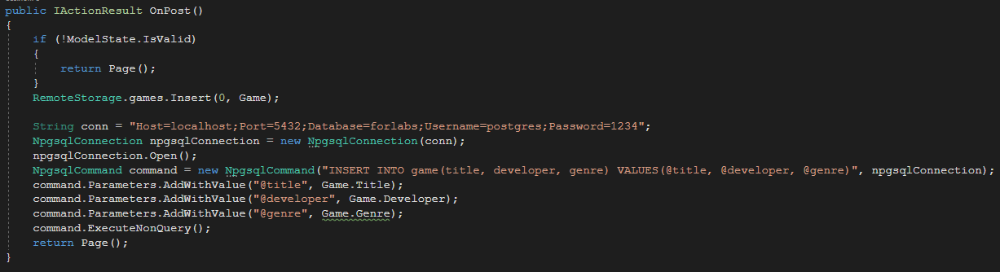 public IActionResult OnPost()
{
    if (!ModelState.IsValid)
    {
        return Page();
    }
    RemoteStorage.games.Insert(0, Game);

    String conn = "Host=localhost;Port=5432;Database=forlabs;Username=postgres;Password=1234";
    NpgsqlConnection npgsqlConnection = new NpgsqlConnection(conn);
    npgsqlConnection.Open();
    NpgsqlCommand command = new NpgsqlCommand("INSERT INTO game(title, developer, genre) VALUES(@title, @developer, @genre)", npgsqlConnection);
    command.Parameters.AddWithValue("@title", Game.Title);
    command.Parameters.AddWithValue("@developer", Game.Developer);
    command.Parameters.AddWithValue("@genre", Game.Genre);
    command.ExecuteNonQuery();
    return Page();
}